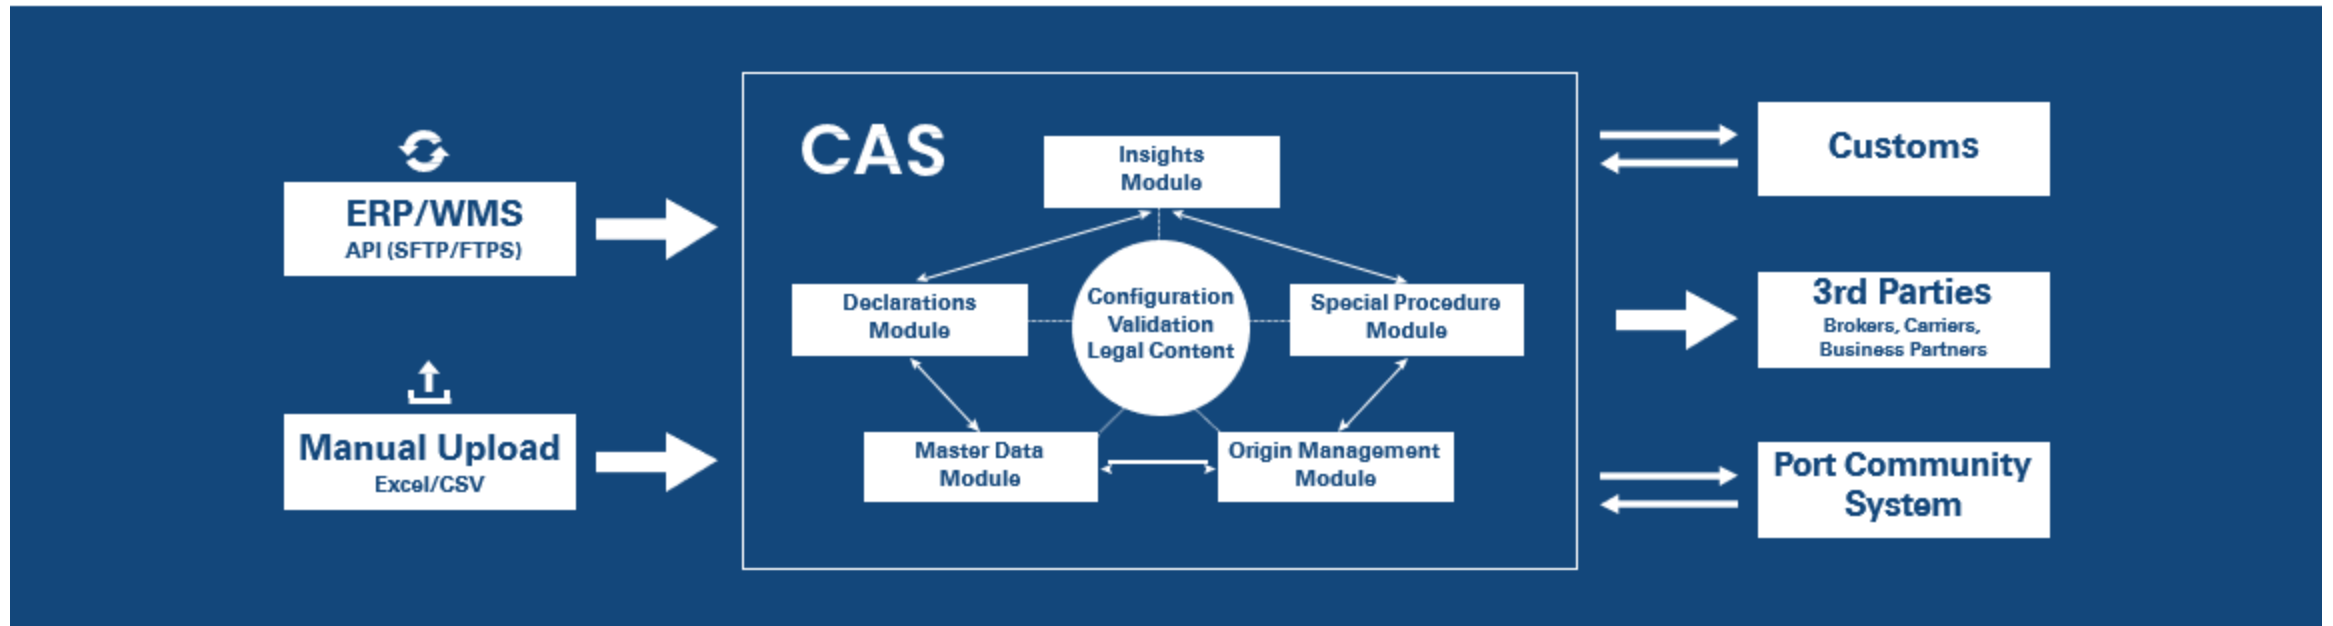 ERP/WMS
API (SFTP/FTPS)
Manual Upload
Excel/CSV
CAS
Insights
Module
Declarations
Module
Configuration
Validation
Legal Content
Special Procedure
Module
Master Data
Module
Origin Management
Module
Customs
3rd Parties
Brokers, Carriers,
Business Partners
Port Community
System